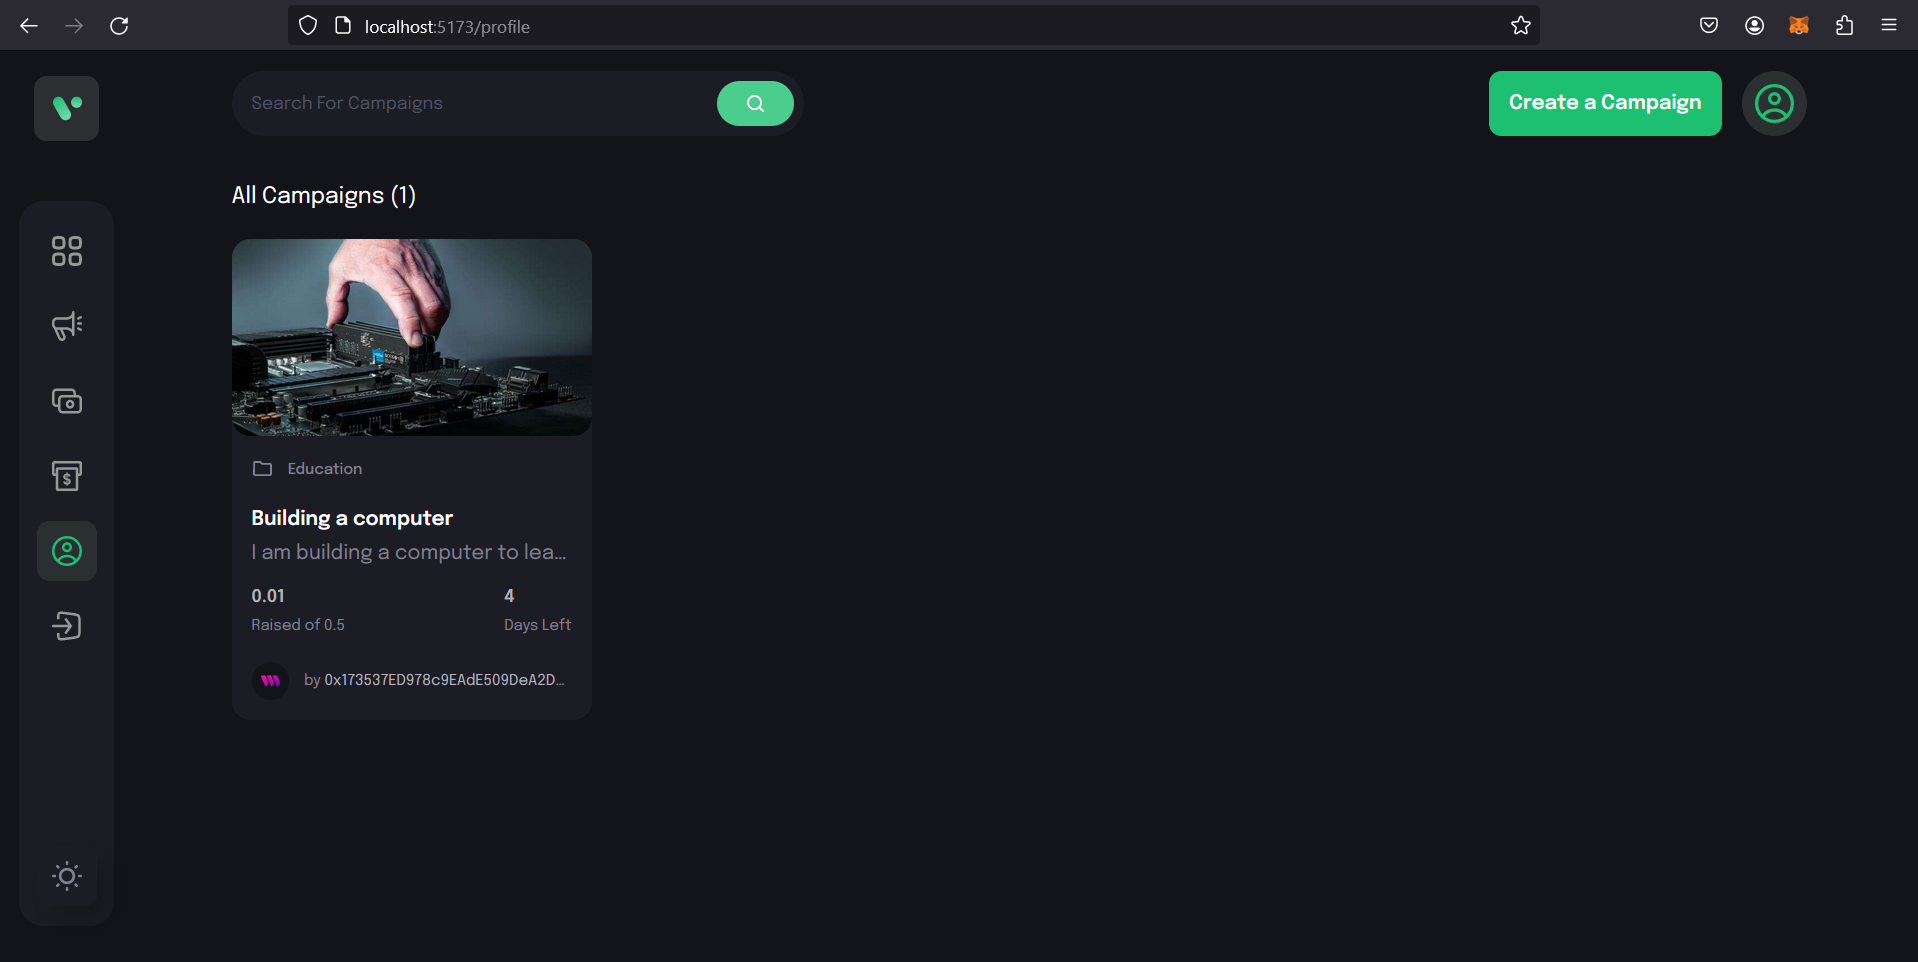 localhost:5173/profile
Search For Campaigns
Create a Campaign
All Campaigns (1)
Education
Building a computer
I am building a computer to lea...
0.01
4
Raised of 0.5
Days Left
by 0x173537ED978c9EAdE509DeA2D...